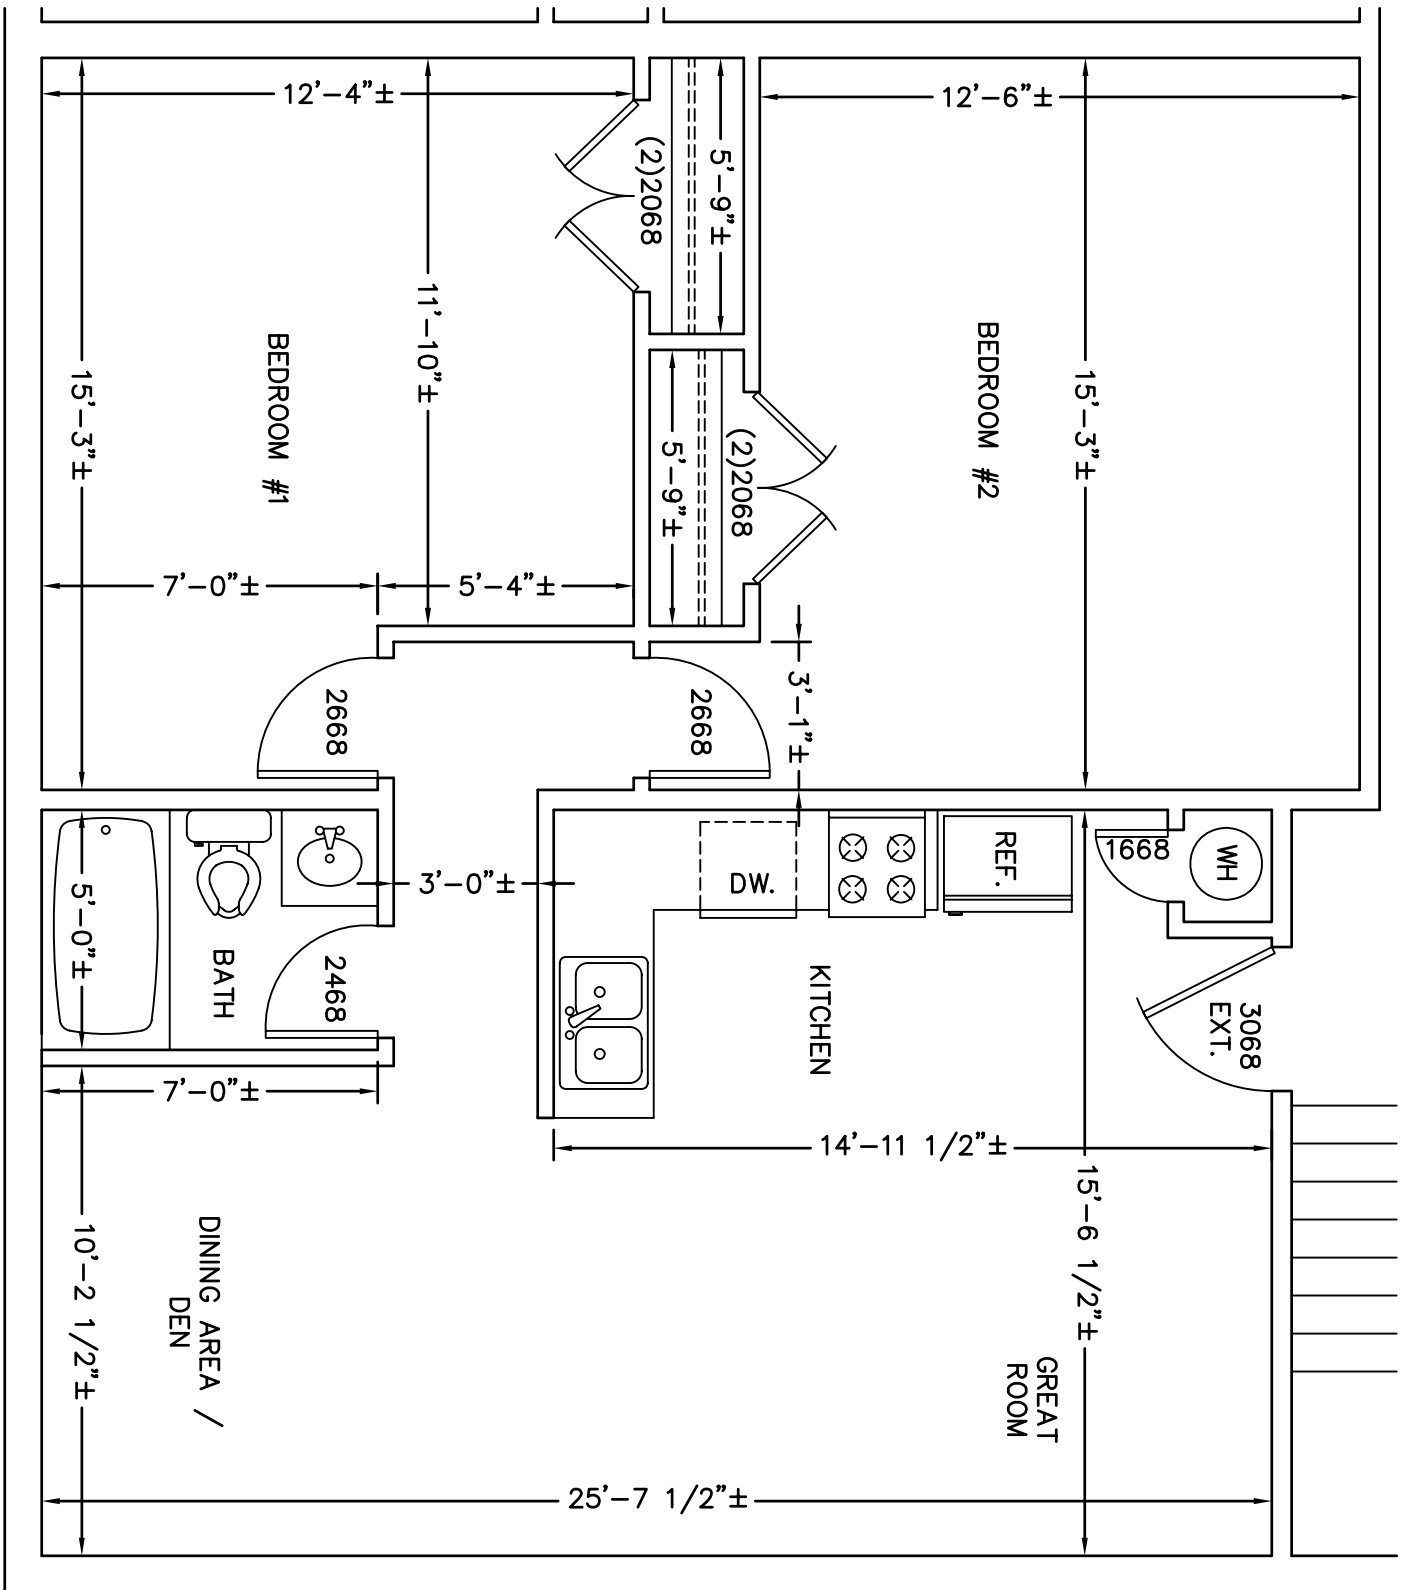 12'-4"±
12'-6"±
5'-9"±
(2)2068
11'-10"±
15'-3"±
BEDROOM #1
BEDROOM #2
15'-3"±
(2)2068
5'-9"±
7'-0"±
5'-4"±
3'-1"±
2668
2668
5'-0"±
3'-0"±
DW.
REF.
1668
WH
BATH
2468
KITCHEN
3068
EXT.
7'-0"±
14'-11 1/2"±
15'-6 1/2"±
10'-2 1/2"±
DINING AREA /
DEN
GREAT
ROOM
25'-7 1/2"±